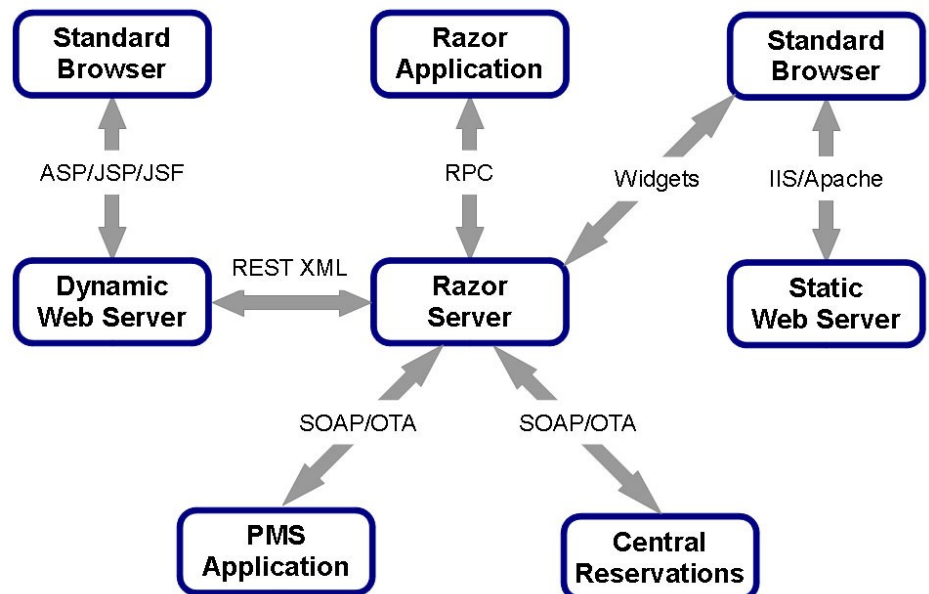 Standard
Browser
Razor
Application
Standard
Browser
ASP/JSP/JSF
RPC
Widgets
IIS/Apache
REST XML
Dynamic
Web Server
Razor
Server
Static
Web Server
SOAP/OTA
SOAP/OTA
PMS
Application
Central
Reservations